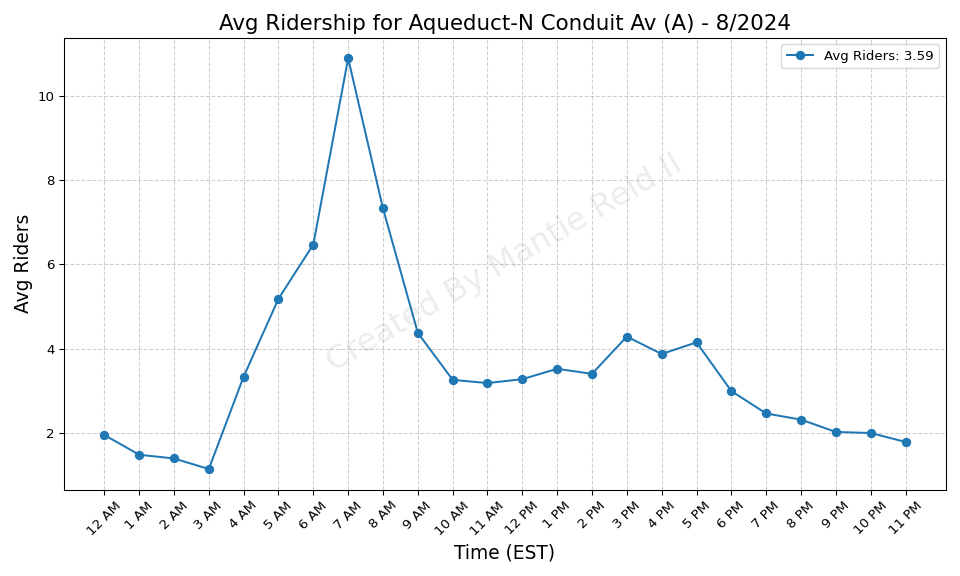 Avg Ridership for Aqueduct-N Conduit Av (A) - 8/2024
Avg Riders: 3.59
Avg Riders
10
8
6
4
2
Created By Mantie Reid II
12 AM
1 AM
2 AM
3 AM
4 AM
5 AM
6 AM
7 AM
8 AM
9 AM
10 AM
11 AM
12 PM
1 PM
2 PM
3 PM
4 PM
5 PM
6 PM
7 PM
8 PM
9 PM
10 PM
11 PM
Time (EST)